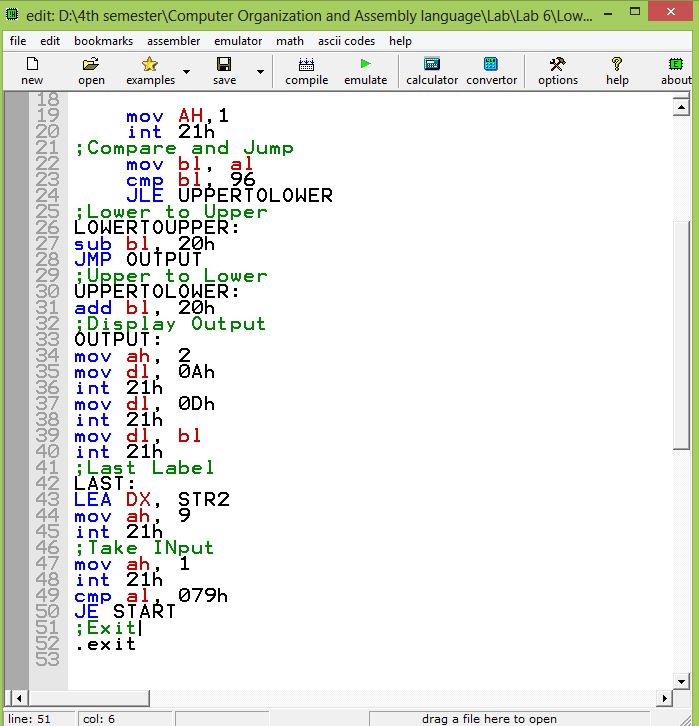 edit: D:\4th semester\Computer Organization and Assembly language\Lab\Lab 6\Low...
file edit bookmarks assembler emulator math ascii codes help
new open examples save compile emulate calculator convertor options help about
18
19 mov AH,1
20 int 21h
21 ;Compare and Jump
22 mov bl, al
23 cmp bl, 96
24 JLE UPPERTOLOWER
25 ;Lower to Upper
26 LOWERTOUPPER:
27 sub bl, 20h
28 JMP OUTPUT
29 ;Upper to Lower
30 UPPERTOLOWER:
31 add bl, 20h
32 ;Display Output
33 OUTPUT:
34 mov ah, 2
35 mov dl, 0Ah
36 int 21h
37 mov dl, 0Dh
38 int 21h
39 mov dl, bl
40 int 21h
41 ;Last Label
42 LAST:
43 LEA DX, STR2
44 mov ah, 9
45 int 21h
46 ;Take INput
47 mov ah, 1
48 int 21h
49 cmp al, 079h
50 JE START
51 ;Exit
52 .exit
53
line: 51 col: 6 drag a file here to open